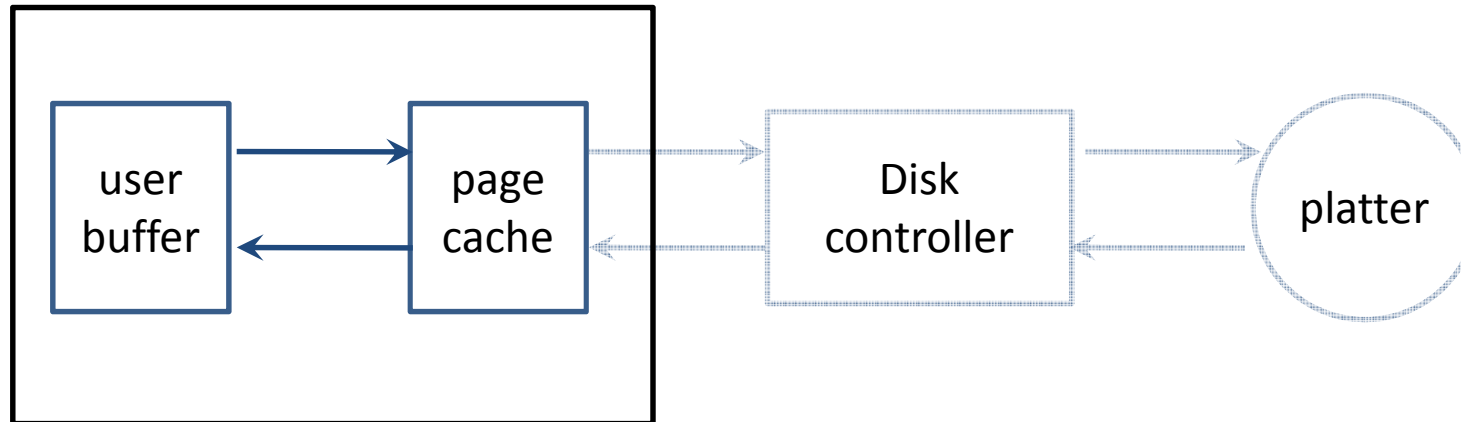 user
buffer
page
cache
Disk
controller
platter